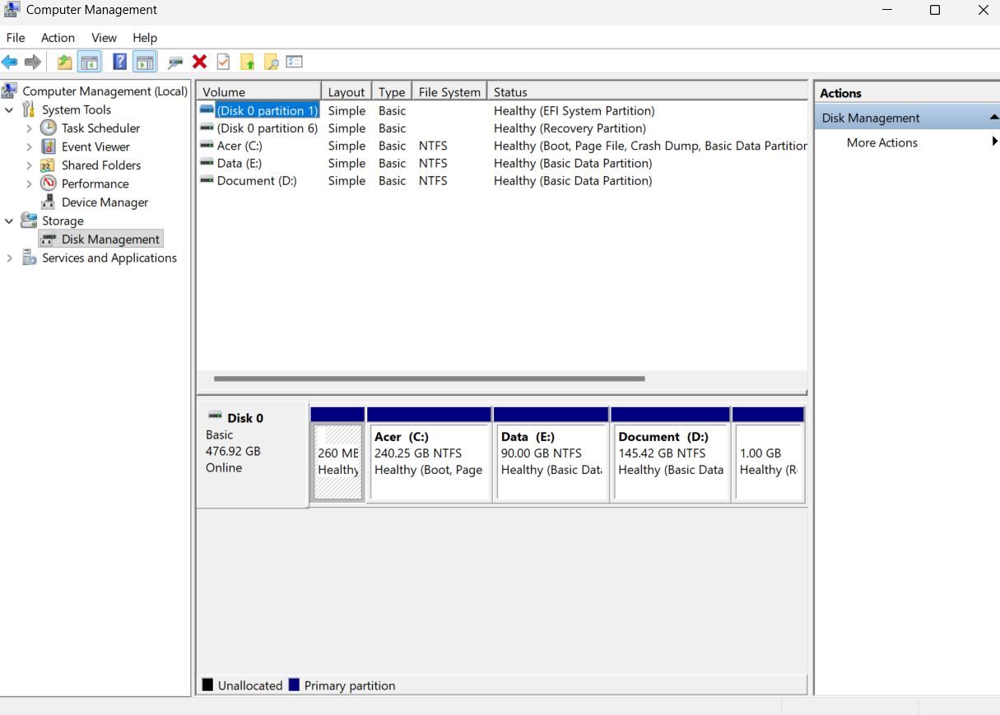 Computer Management
File Action View Help
Computer Management (Local)
System Tools
Task Scheduler
Event Viewer
Shared Folders
Performance
Device Manager
Storage
Disk Management
Services and Applications
Volume Layout Type File System Status
(Disk 0 partition 1) Simple Basic Healthy (EFI System Partition)
(Disk 0 partition 6) Simple Basic Healthy (Recovery Partition)
Acer (C:) Simple Basic NTFS Healthy (Boot, Page File, Crash Dump, Basic Data Partition
Data (E:) Simple Basic NTFS Healthy (Basic Data Partition)
Document (D:) Simple Basic NTFS Healthy (Basic Data Partition)
Disk 0
Basic
476.92 GB
Online
260 MB
Healthy
Acer (C:)
240.25 GB NTFS
Healthy (Boot, Page
Data (E:)
90.00 GB NTFS
Healthy (Basic Data
Document (D:)
145.42 GB NTFS
Healthy (Basic Data
1.00 GB
Healthy (R
Unallocated Primary partition
Actions
Disk Management
More Actions